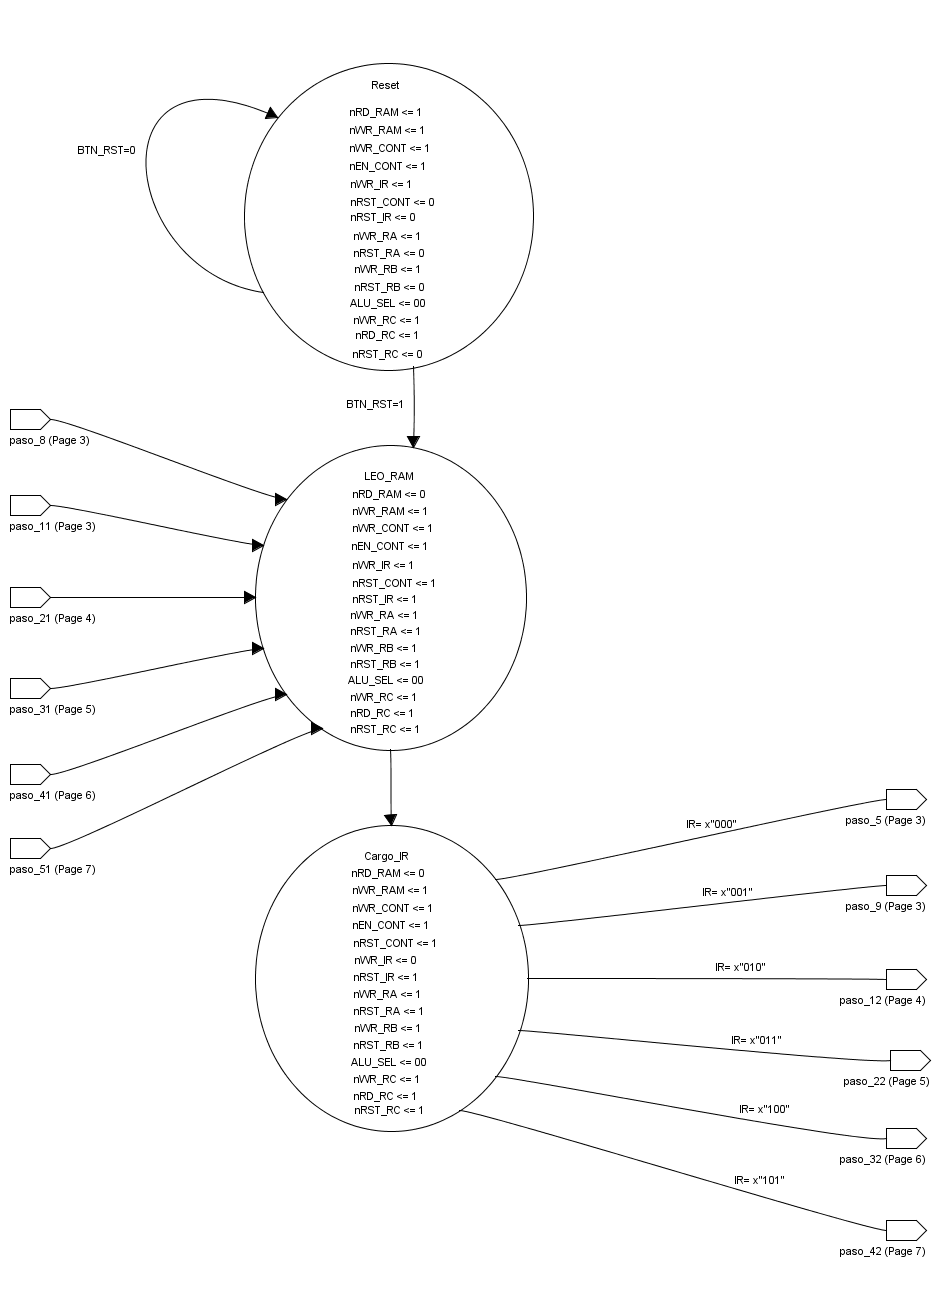 Reset
nRD_RAM <= 1
nWR_RAM <= 1
BTN_RST=0
nWR_CONT <= 1
nEN_CONT <= 1
nWR_IR <= 1
nRST_CONT <= 0
nRST_IR <= 0
nWR_RA <= 1
nRST_RA <= 0
nWR_RB <= 1
nRST_RB <= 0
ALU_SEL <= 00
nWR_RC <= 1
nRD_RC <= 1
nRST_RC <= 0
BTN_RST=1
paso_8 (Page 3)
paso_11 (Page 3)
paso_21 (Page 4)
paso_31 (Page 5)
paso_41 (Page 6)
paso_51 (Page 7)
LEO_RAM
nRD_RAM <= 0
nWR_RAM <= 1
nWR_CONT <= 1
nEN_CONT <= 1
nWR_IR <= 1
nRST_CONT <= 1
nRST_IR <= 1
nWR_RA <= 1
nRST_RA <= 1
nWR_RB <= 1
nRST_RB <= 1
ALU_SEL <= 00
nWR_RC <= 1
nRD_RC <= 1
nRST_RC <= 1
Cargo_IR
nRD_RAM <= 0
nWR_RAM <= 1
nWR_CONT <= 1
nEN_CONT <= 1
nRST_CONT <= 1
nWR_IR <= 0
nRST_IR <= 1
nWR_RA <= 1
nRST_RA <= 1
nWR_RB <= 1
nRST_RB <= 1
ALU_SEL <= 00
nWR_RC <= 1
nRD_RC <= 1
nRST_RC <= 1
IR= x"000"
paso_5 (Page 3)
IR= x"001"
paso_9 (Page 3)
IR= x"010"
paso_12 (Page 4)
IR= x"011"
paso_22 (Page 5)
IR= x"100"
paso_32 (Page 6)
IR= x"101"
paso_42 (Page 7)